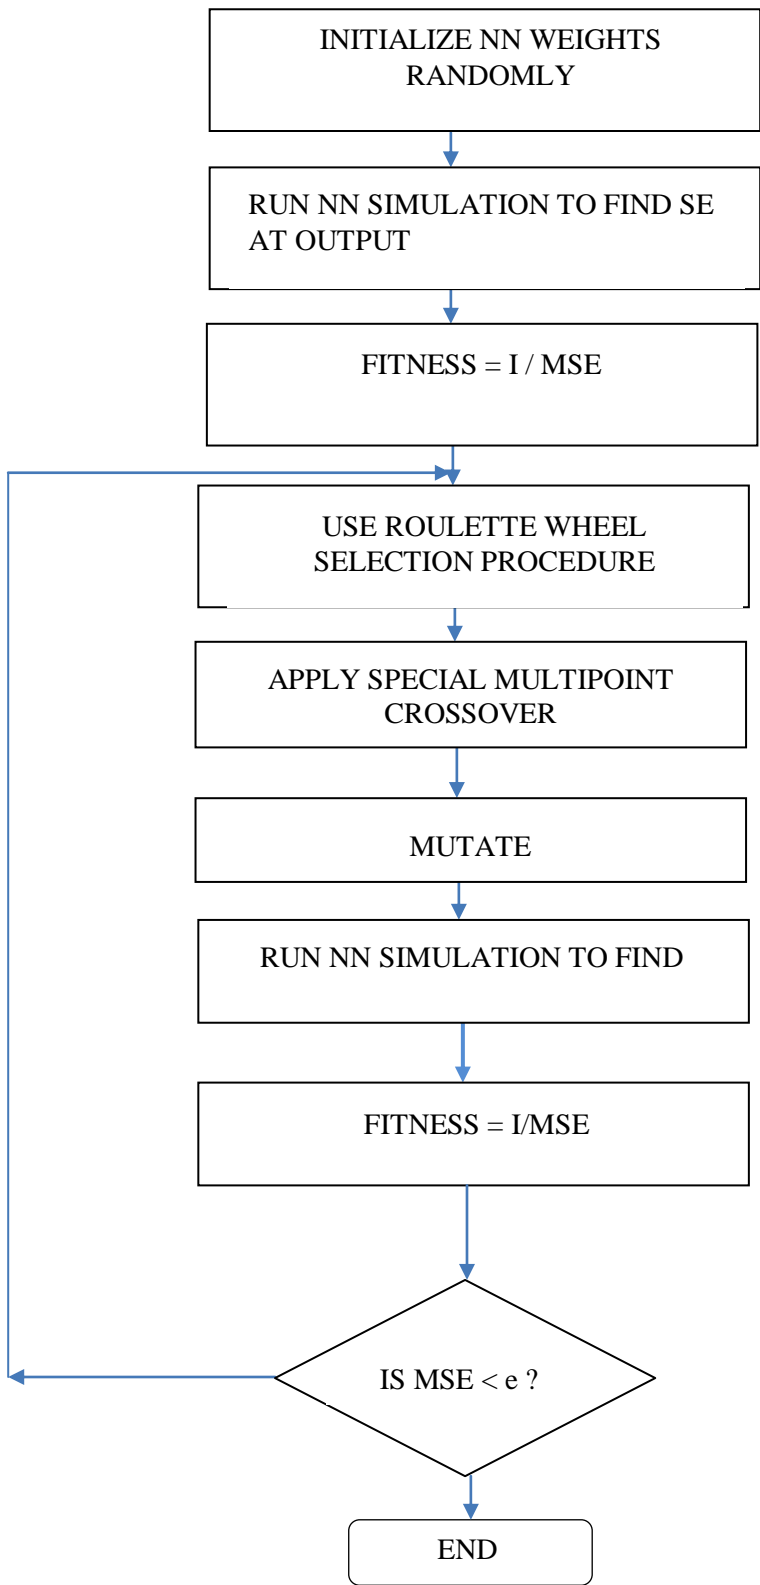 INITIALIZE NN WEIGHTS
RANDOMLY
RUN NN SIMULATION TO FIND SE
AT OUTPUT
FITNESS = I / MSE
USE ROULETTE WHEEL
SELECTION PROCEDURE
APPLY SPECIAL MULTIPOINT
CROSSOVER
MUTATE
RUN NN SIMULATION TO FIND
FITNESS = I/MSE
IS MSE < e ?
END